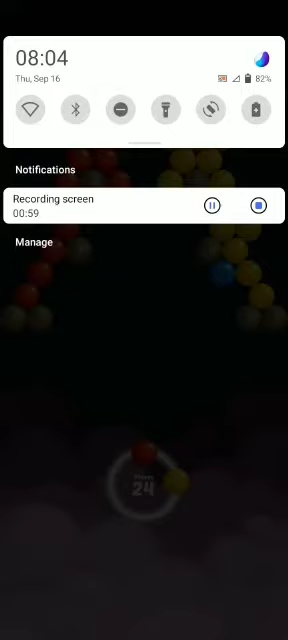 08:04
Thu, Sep 16
82%
Notifications
Recording screen
00:59
Manage
24